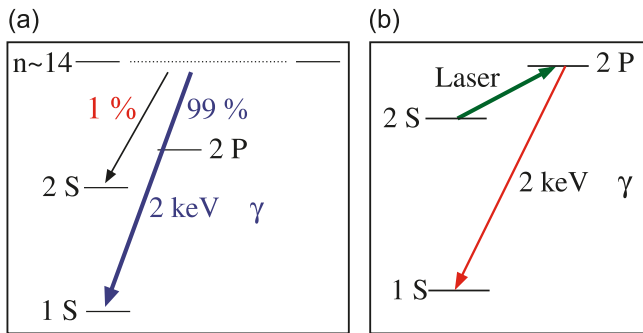 (a)
n~14
1 %
99 %
2 P
2 S
2 keV γ
1 S
(b)
2 P
Laser
2 S
2 keV γ
1 S